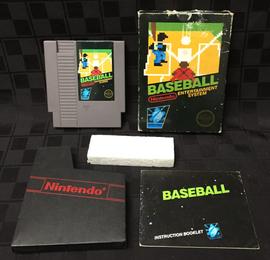 BASEBALL
BASEBALL
Nintendo
ENTERTAINMENT
SYSTEM
Nintendo
BASEBALL
INSTRUCTION BOOKLET